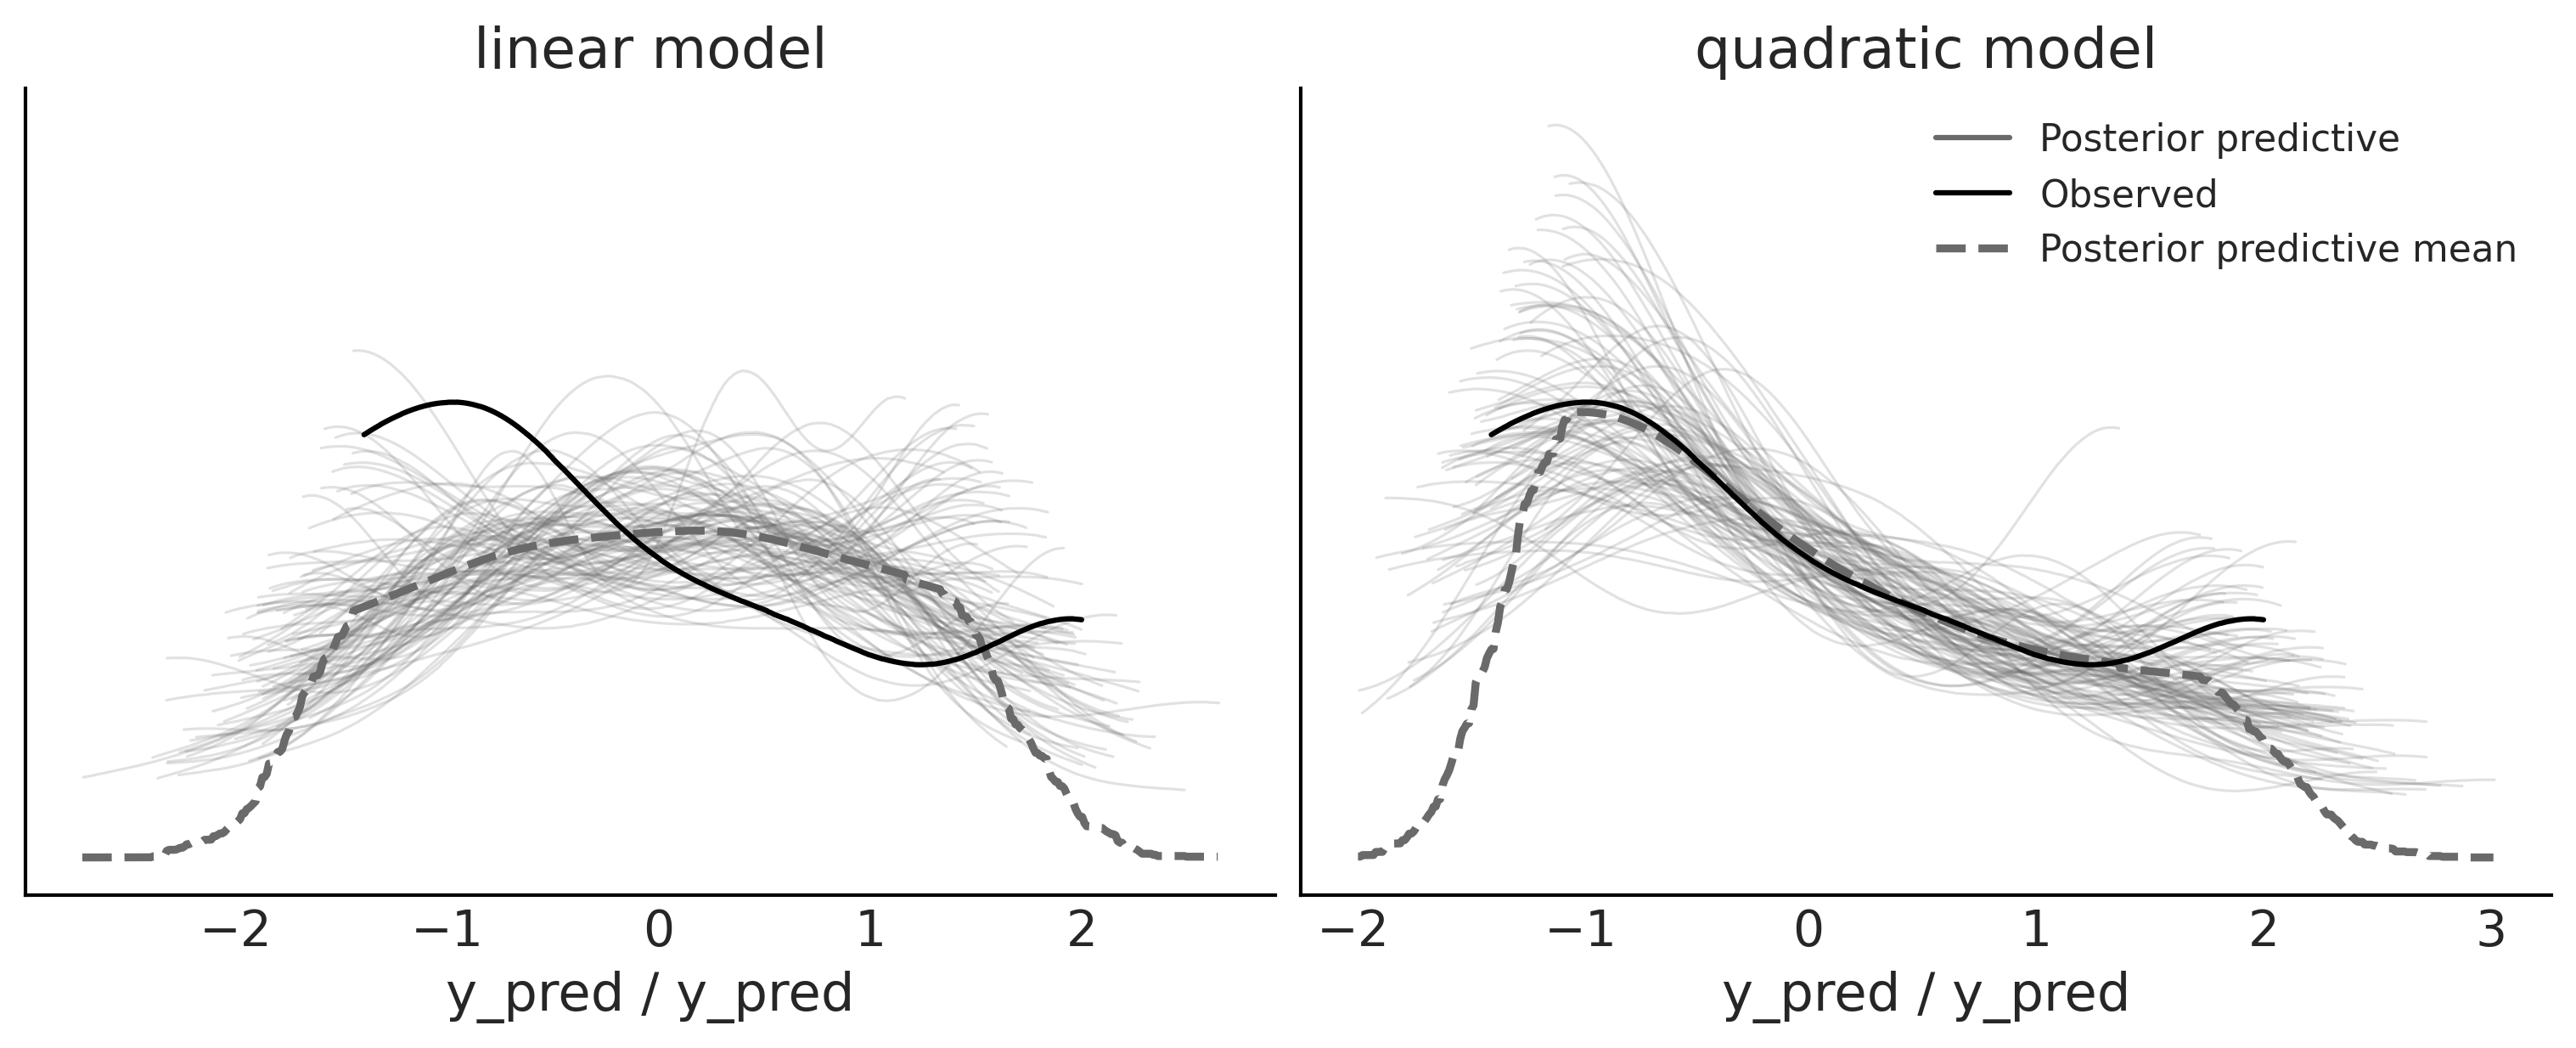 linear model
quadratic model
Posterior predictive
Observed
Posterior predictive mean
−2 −1 0 1 2
−2 −1 0 1 2 3
y_pred / y_pred
y_pred / y_pred